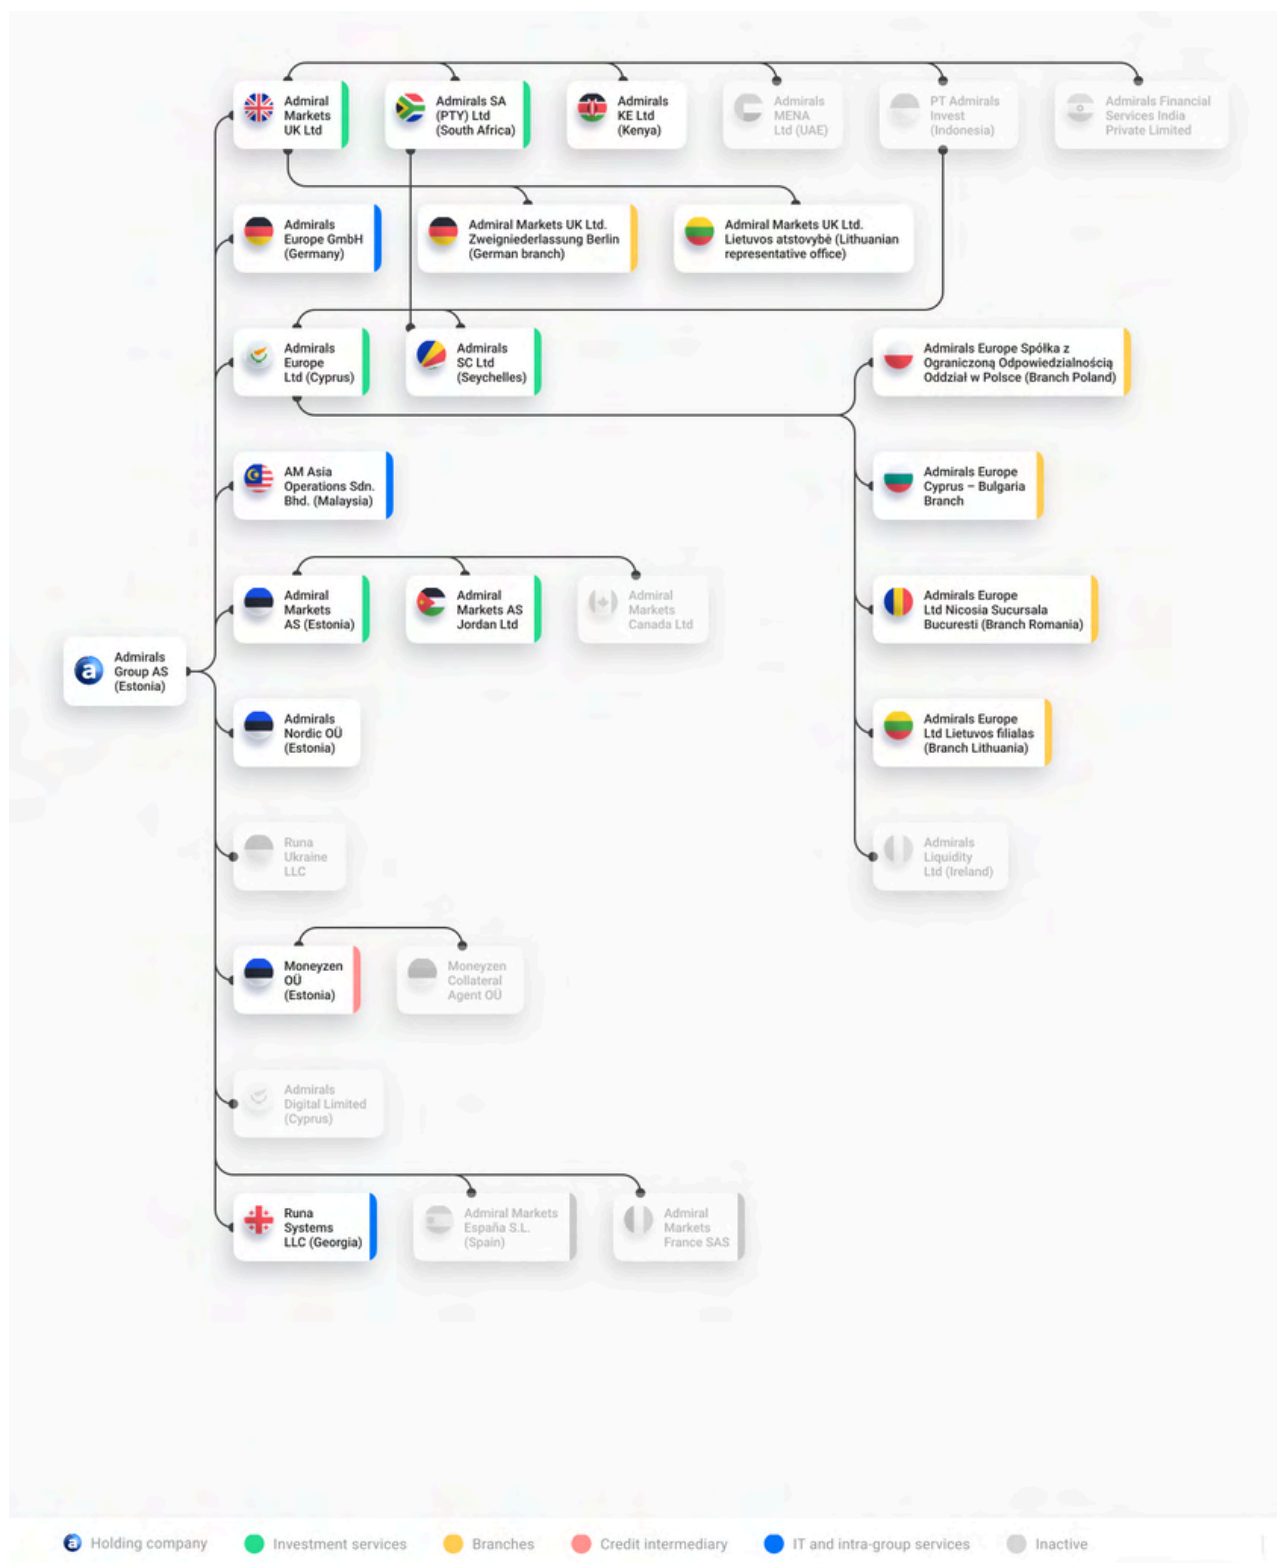 Admiral
Markets
UK Ltd
Admirals SA
(PTY) Ltd
(South Africa)
Admirals
KE Ltd
(Kenya)
Admirals
MENA
Ltd (UAE)
PT Admirals
Invest
(Indonesia)
Admirals Financial
Services India
Private Limited
Admirals
Europe GmbH
(Germany)
Admiral Markets UK Ltd.
Zweigniederlassung Berlin
(German branch)
Admiral Markets UK Ltd.
Lietuvos atstovybė (Lithuanian
representative office)
Admirals
Europe
Ltd (Cyprus)
Admirals
SC Ltd
(Seychelles)
Admirals Europe Spółka z
Ograniczoną Odpowiedzialnością
Oddział w Polsce (Branch Poland)
AM Asia
Operations Sdn.
Bhd. (Malaysia)
Admirals Europe
Cyprus – Bulgaria
Branch
Admiral
Markets
AS (Estonia)
Admiral
Markets AS
Jordan Ltd
Admiral
Markets
Canada Ltd
Admirals Europe
Ltd Nicosia Sucursala
Bucuresti (Branch Romania)
Admirals
Group AS
(Estonia)
Admirals
Nordic OÜ
(Estonia)
Admirals Europe
Ltd Lietuvos filialas
(Branch Lithuania)
Runa
Ukraine
LLC
Admirals
Liquidity
Ltd (Ireland)
Moneyzen
OÜ
(Estonia)
Moneyzen
Collateral
Agent OÜ
Admirals
Digital Limited
(Cyprus)
Runa
Systems
LLC (Georgia)
Admiral Markets
España S.L.
(Spain)
Admiral
Markets
France SAS
Holding company
Investment services
Branches
Credit intermediary
IT and intra-group services
Inactive